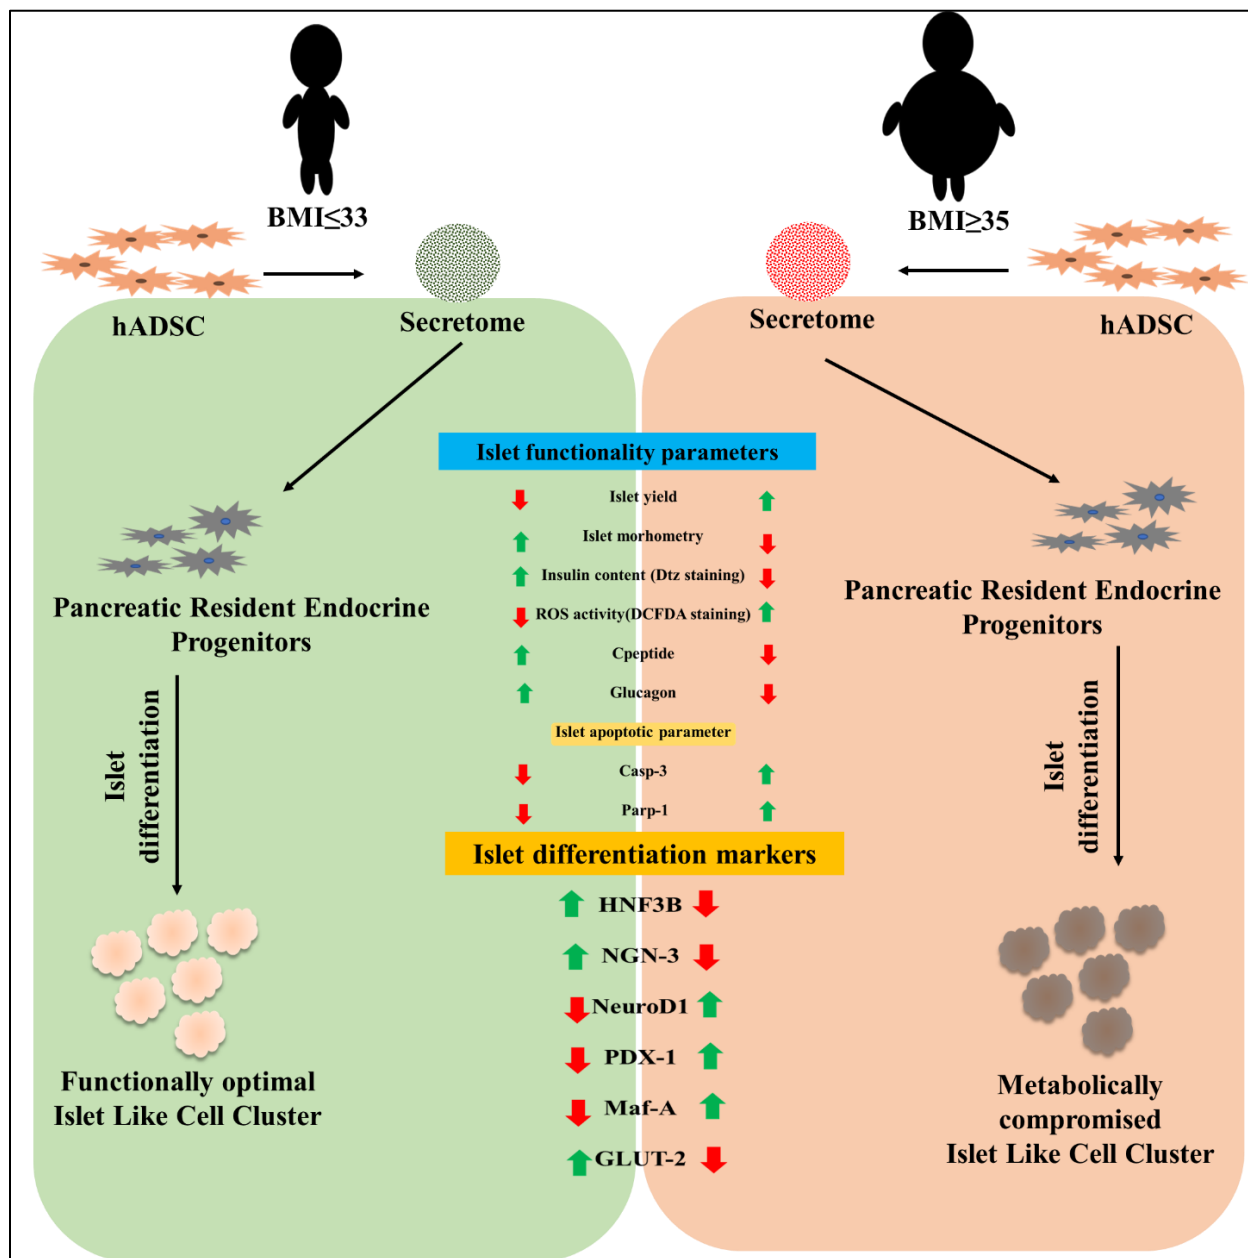 BMI≤33
BMI≥35
hADSC
Secretome
Secretome
hADSC
Islet functionality parameters
Islet yield
Islet morhometry
Insulin content (Dtz staining)
ROS activity(DCFDA staining)
Cpeptide
Glucagon
Islet apoptotic parameter
Casp-3
Parp-1
Islet differentiation markers
HNF3B
NGN-3
NeuroD1
PDX-1
Maf-A
GLUT-2
Pancreatic Resident Endocrine
Progenitors
Islet
differentiation
Functionally optimal
Islet Like Cell Cluster
Pancreatic Resident Endocrine
Progenitors
Islet
differentiation
Metabolically
compromised
Islet Like Cell Cluster